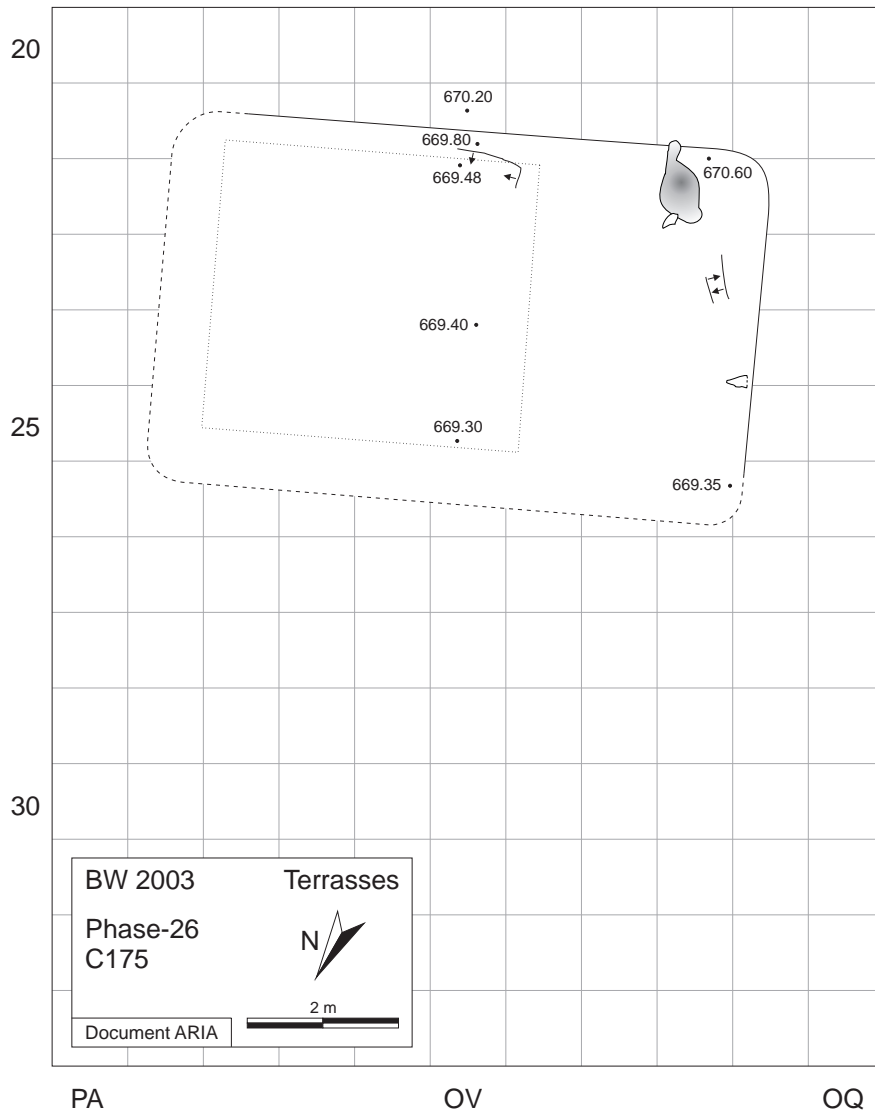 20
670.20
669.80
669.48
670.60
669.40
25
669.30
669.35
30
BW 2003 Terrasses
Phase-26
C175
N
2 m
Document ARIA
PA OV OQ